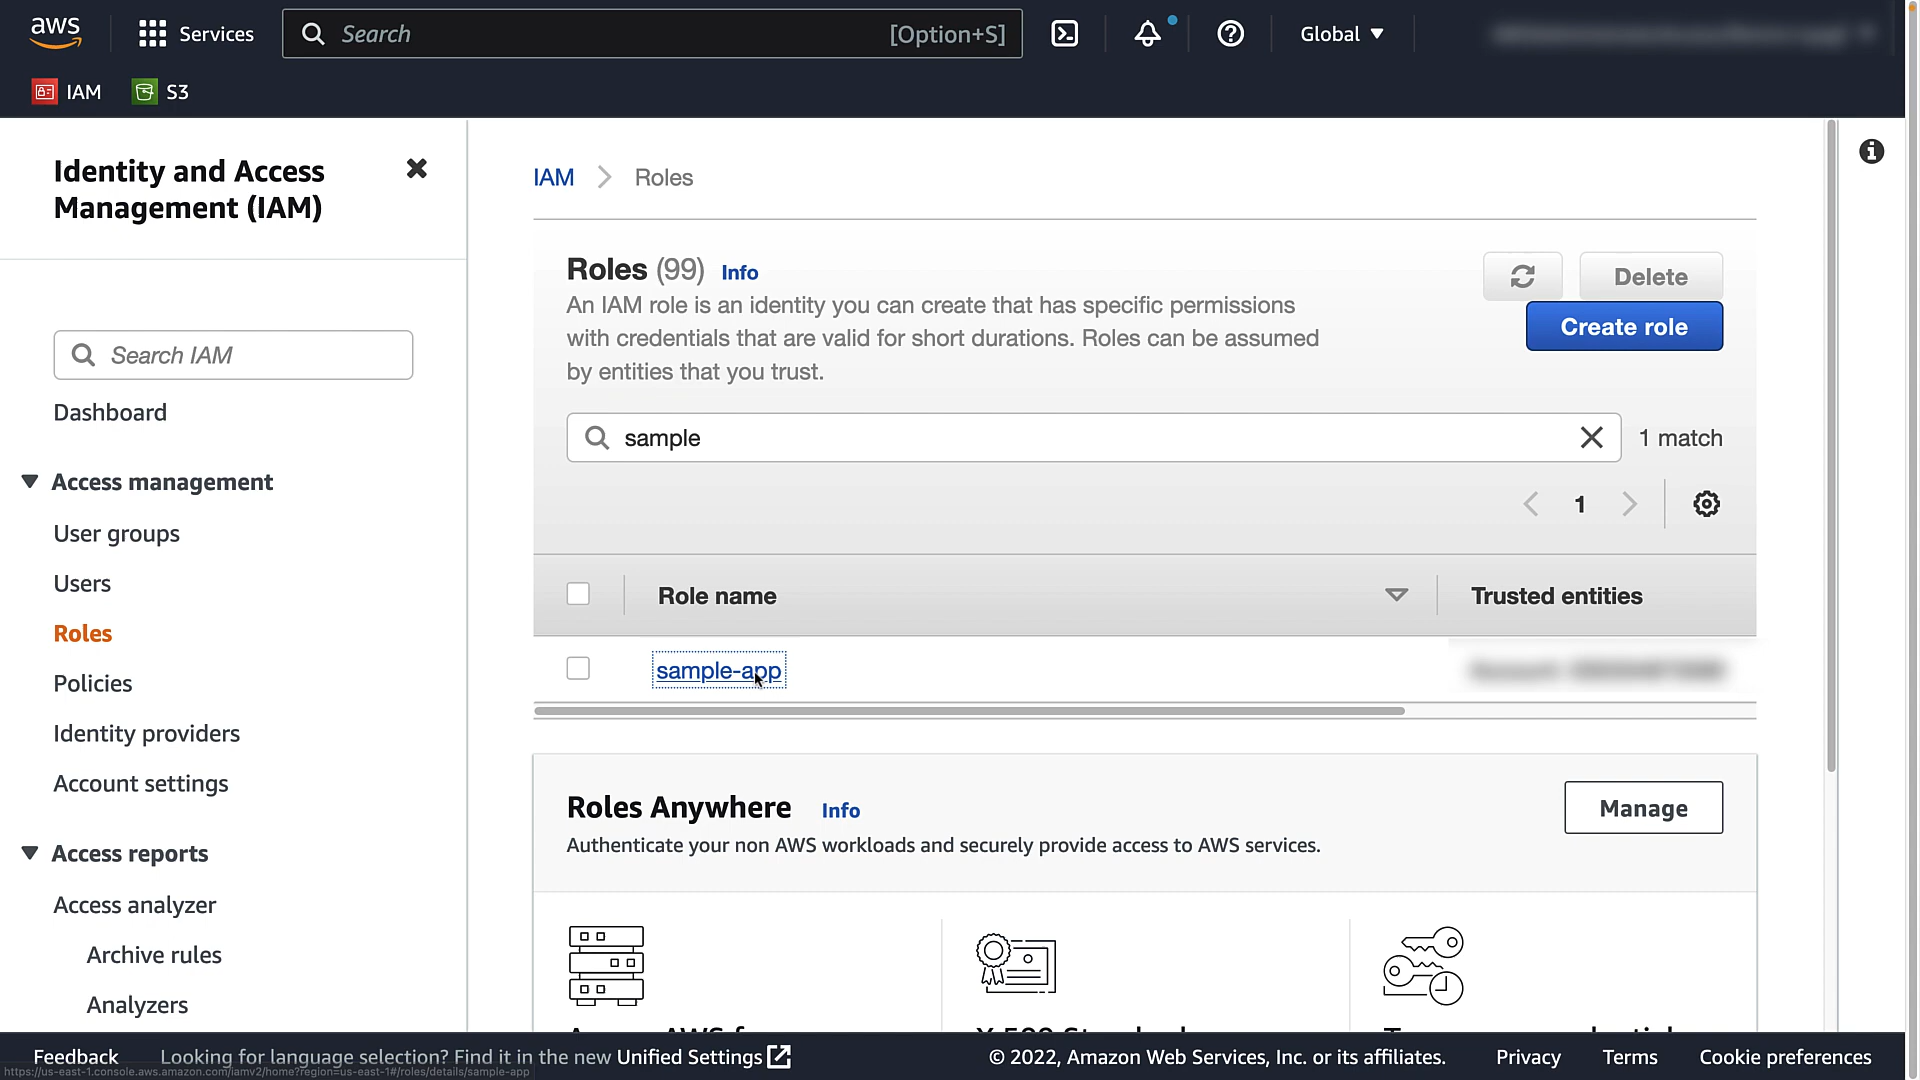 aws
Services
Search
[Option+S]
Global
IAM
S3
Identity and Access
Management (IAM)
Search IAM
Dashboard
Access management
User groups
Users
Roles
Policies
Identity providers
Account settings
Access reports
Access analyzer
Archive rules
Analyzers
IAM
Roles
Roles (99) Info
An IAM role is an identity you can create that has specific permissions
with credentials that are valid for short durations. Roles can be assumed
by entities that you trust.
Delete
Create role
sample
1 match
1
Role name
Trusted entities
sample-app
Roles Anywhere Info
Authenticate your non AWS workloads and securely provide access to AWS services.
Manage
Feedback
Looking for language selection? Find it in the new Unified Settings
© 2022, Amazon Web Services, Inc. or its affiliates.
Privacy
Terms
Cookie preferences
https://us-east-1.console.aws.amazon.com/iamv2/home?region=us-east-1#/roles/details/sample-app